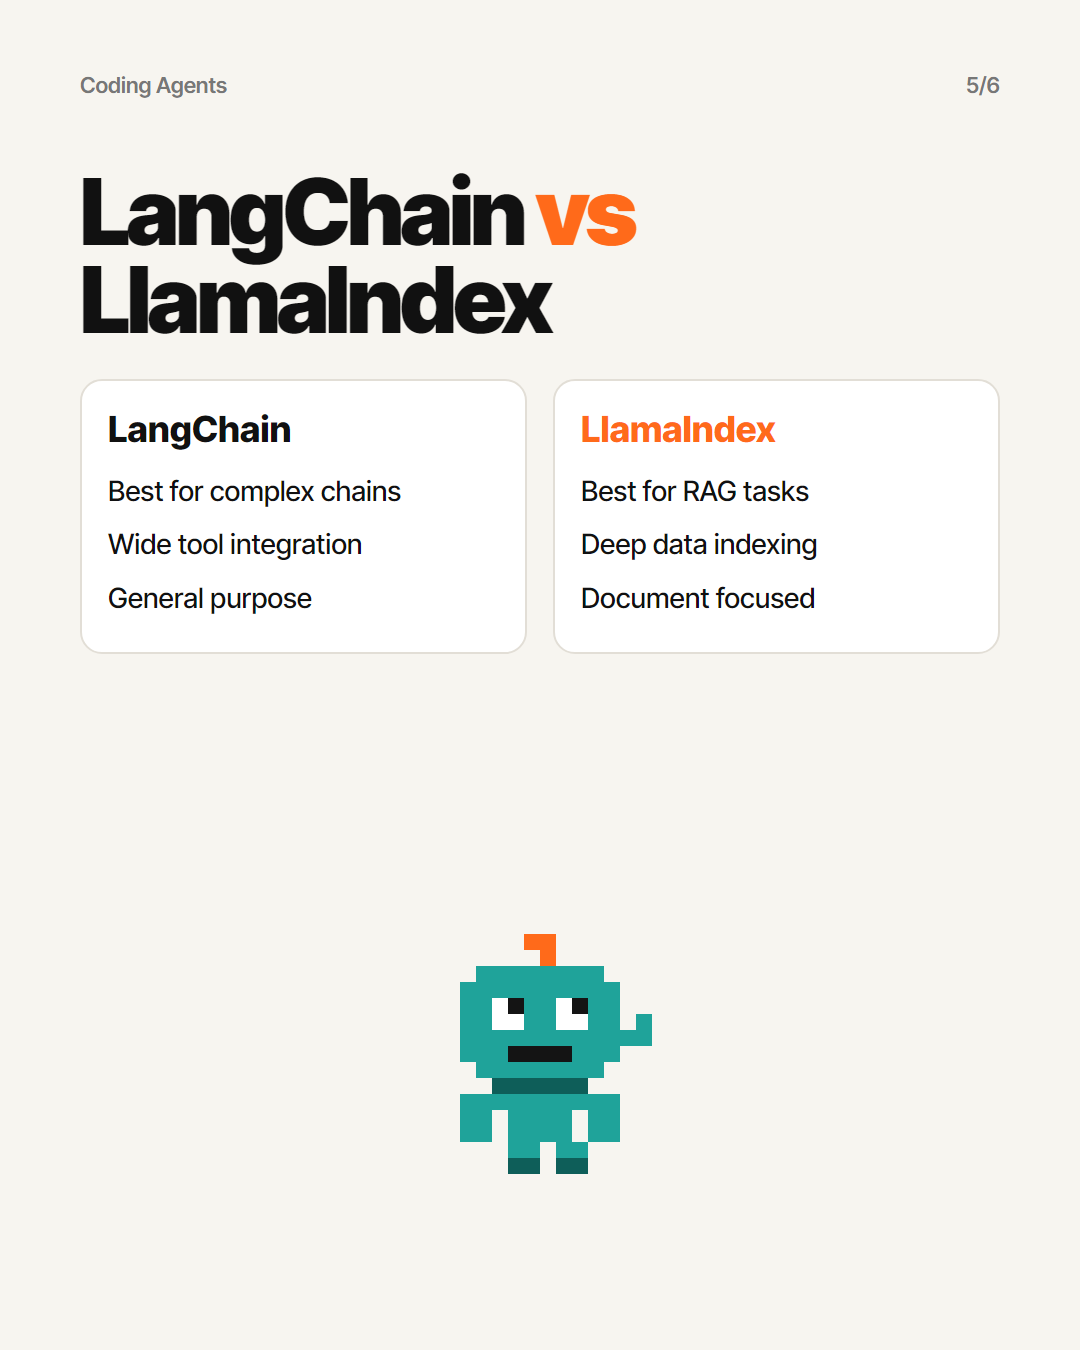 Coding Agents
5/6
LangChain vs
LlamaIndex
LangChain
Best for complex chains
Wide tool integration
General purpose
LlamaIndex
Best for RAG tasks
Deep data indexing
Document focused